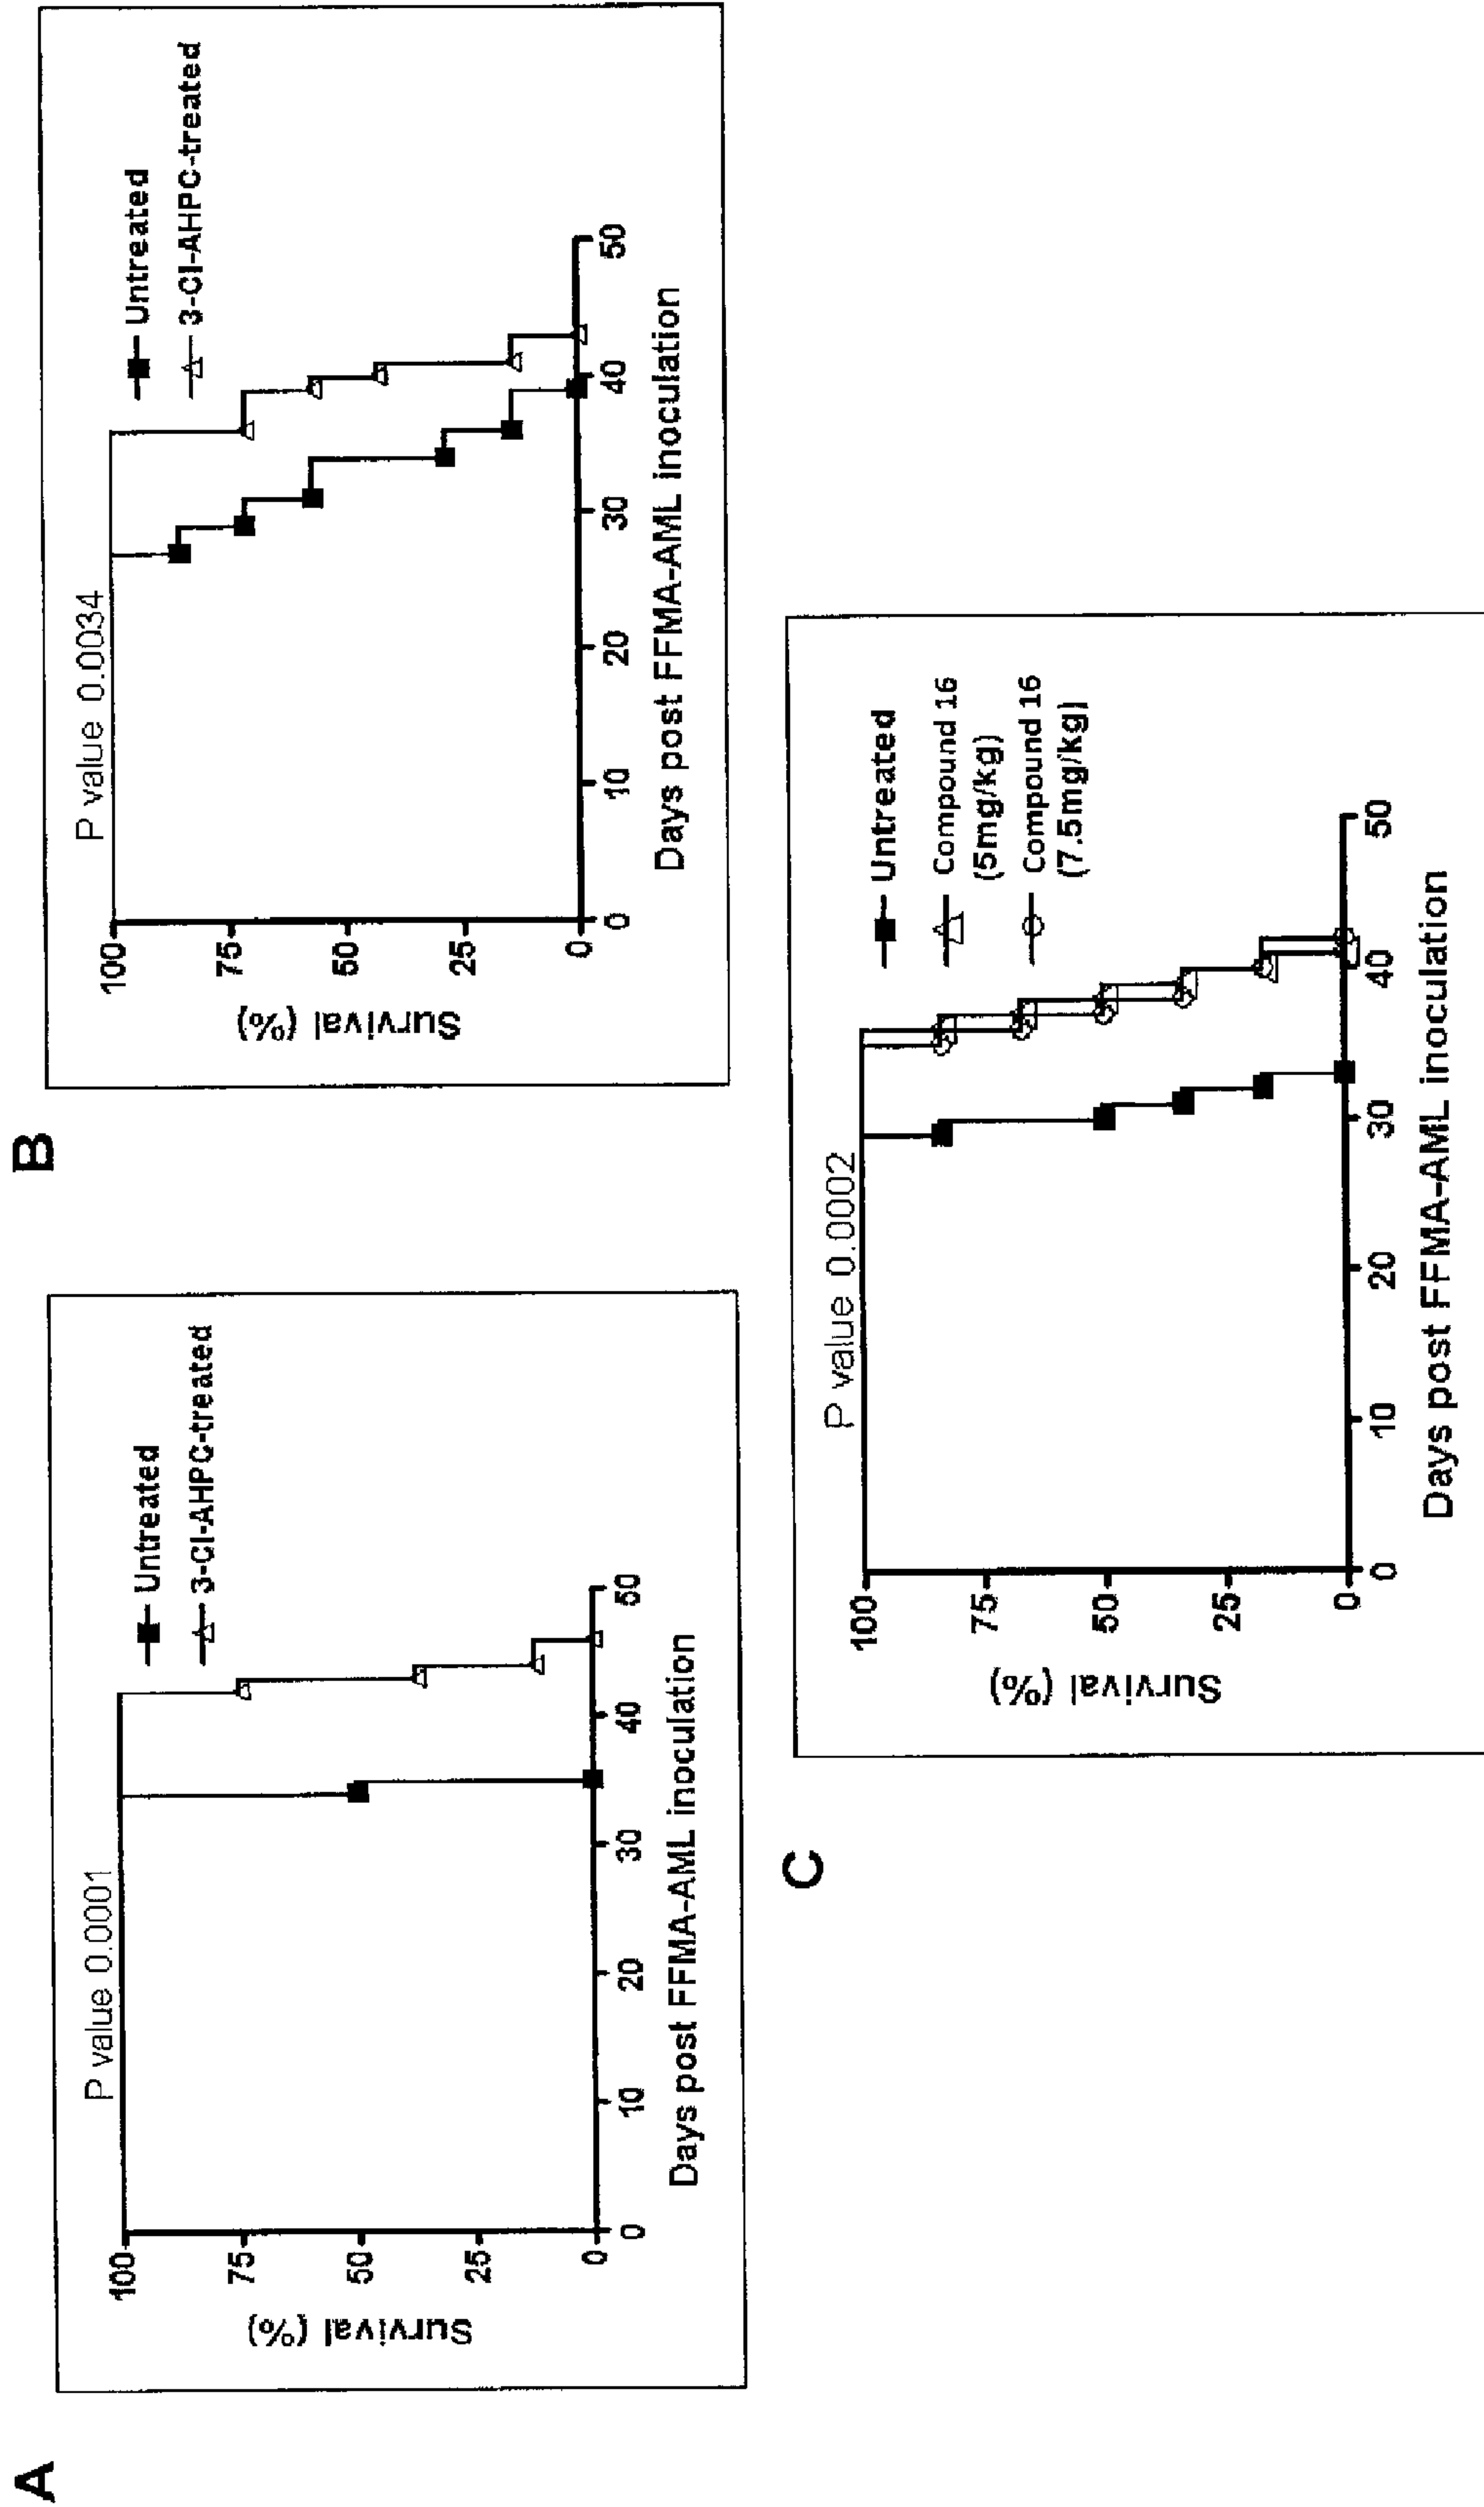 A
P value 0.0001
Untreated
3-Cl-AHPC-treated
Survival (%)
100
75
50
25
0
0
10
20
30
40
50
Days post FFMA-AML inoculation
B
P value 0.0034
Untreated
3-Cl-AHPC-treated
Survival (%)
100
75
50
25
0
0
10
20
30
40
50
Days post FFMA-AML inoculation
C
P value 0.0002
Untreated
Compound 16
(5mg/kg)
Compound 16
(7.5mg/kg)
Survival (%)
100
75
50
25
0
0
10
20
30
40
50
Days post FFMA-AML inoculation